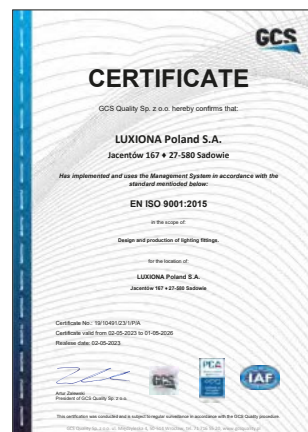 GCS
CERTIFICATE
GCS Quality Sp. z o.o. hereby confirms that:
LUXIONA Poland S.A.
Jacentów 167 ♦ 27-580 Sadowie
Has implemented and uses the Management System in accordance with the
standard mentioded below:
EN ISO 9001:2015
in the scope of:
Design and production of lighting fittings.
for the location of:
LUXIONA Poland S.A.
Jacentów 167 ♦ 27-580 Sadowie
Certificate No.: 19/10491/23/1/P/A
Certificate valid from 02-05-2023 to 01-05-2026
Realese date: 02-05-2023
GCS
PCA
IAF
Artur Zalewski
President of GCS Quality Sp. z o.o.
This certification was conducted and is subject to regular surveillance in accordance with the GCS Quality procedure